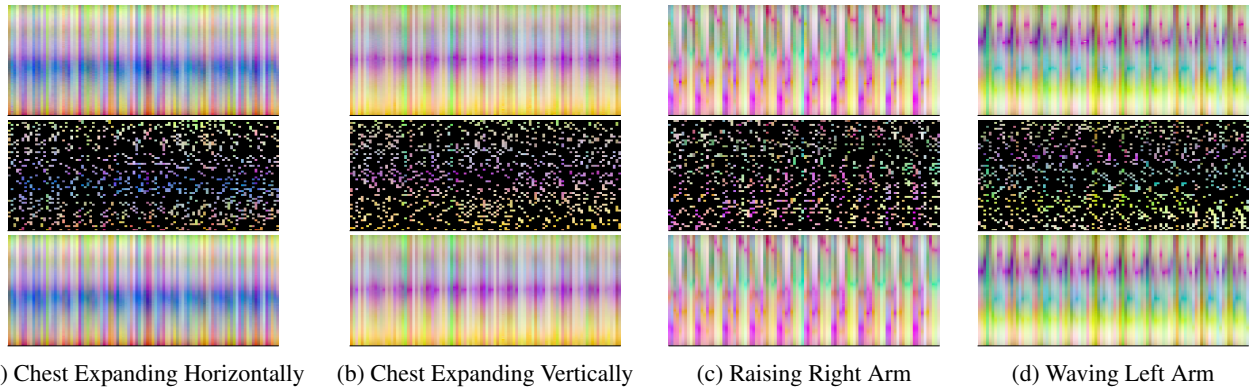 ) Chest Expanding Horizontally
(b) Chest Expanding Vertically
(c) Raising Right Arm
(d) Waving Left Arm